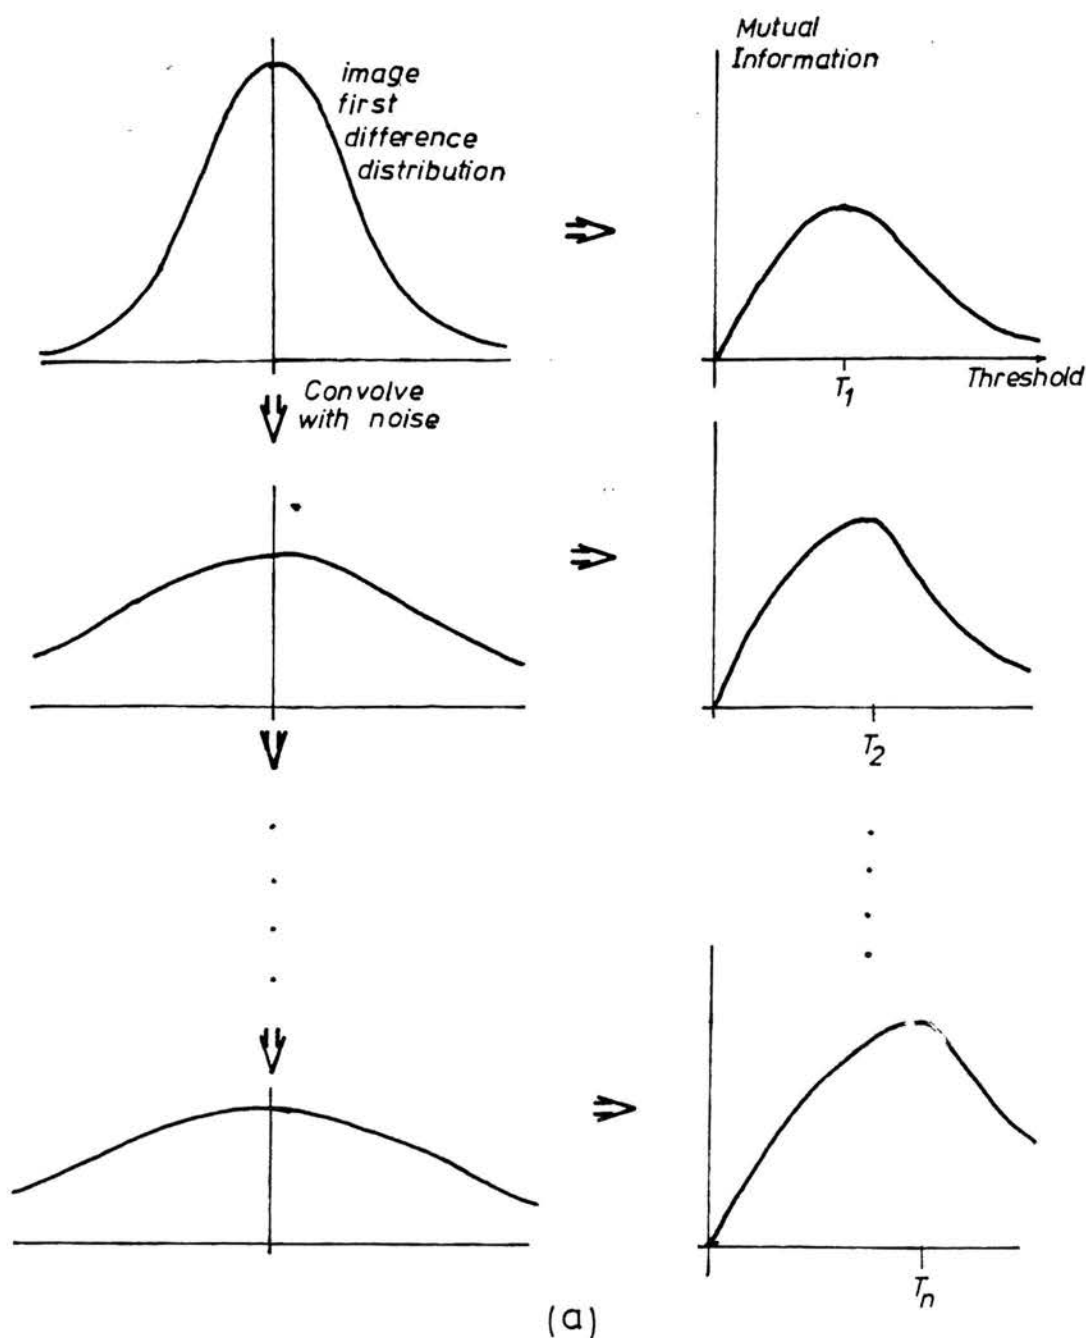 image
first
difference
distribution
Mutual
Information
T1
Threshold
Convolve
with noise
T2
Tn
(a)